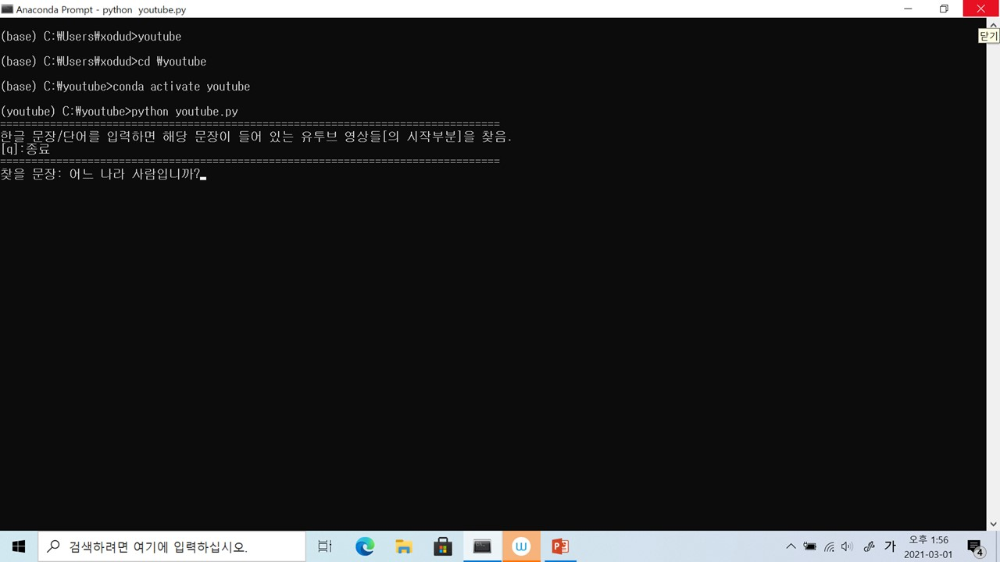 Anaconda Prompt - python  youtube.py
닫기
(base) C:₩Users₩xodud>youtube
(base) C:₩Users₩xodud>cd ₩youtube
(base) C:₩youtube>conda activate youtube
(youtube) C:₩youtube>python youtube.py
================================================================================
한글 문장/단어를 입력하면 해당 문장이 들어 있는 유투브 영상들[의 시작부분]을 찾음.
[q]:종료
================================================================================
찾을 문장: 어느 나라 사람입니까?
검색하려면 여기에 입력하십시오.
w
P
가
오후 1:56
2021-03-01
4